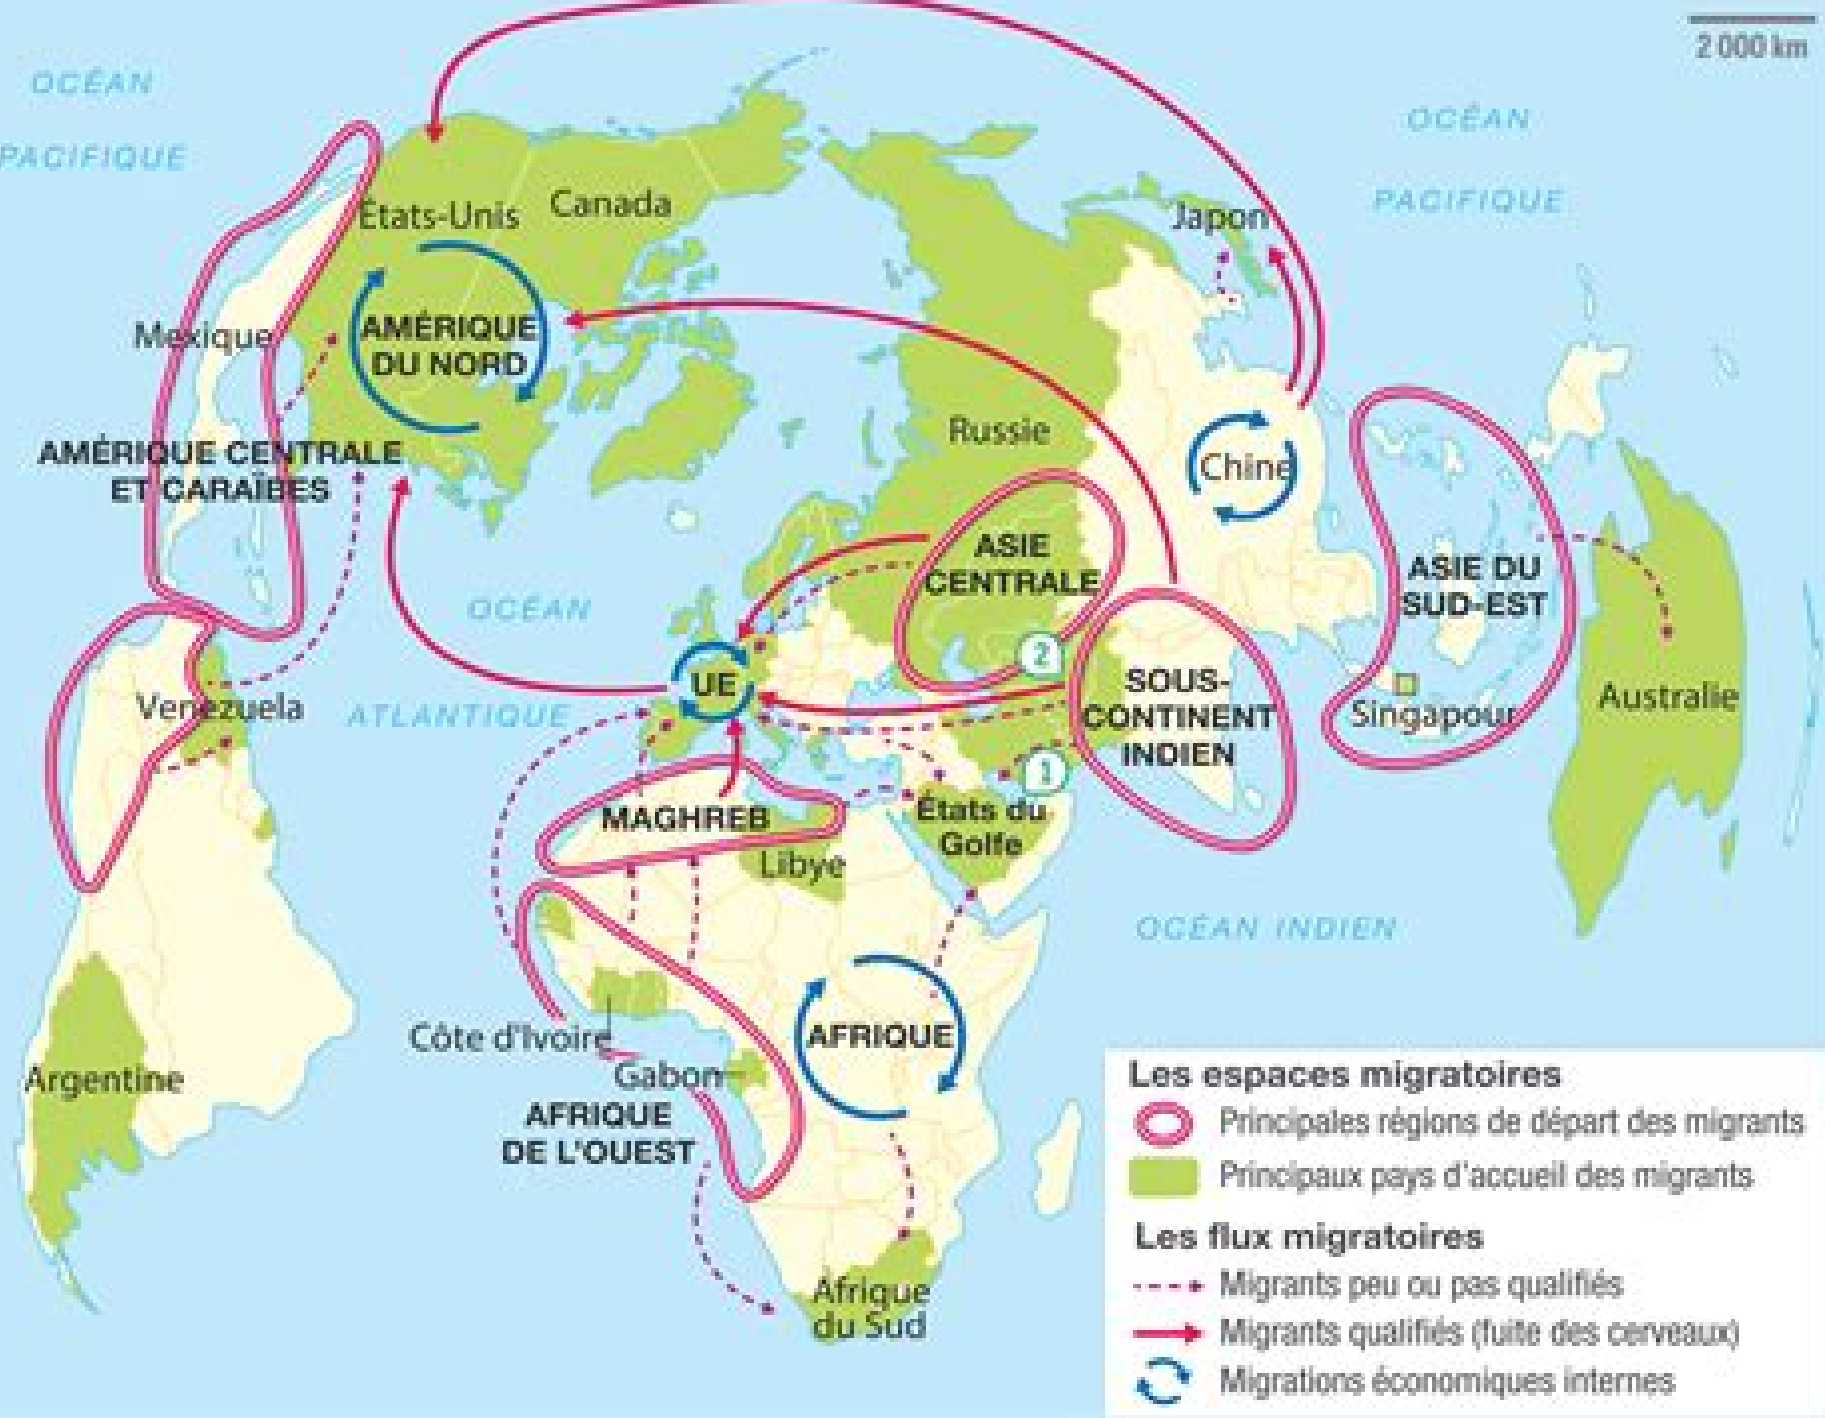 2 000 km
OCÉAN
PACIFIQUE
OCÉAN
PACIFIQUE
États-Unis
Canada
Japon
Mexique
AMÉRIQUE
DU NORD
Russie
Chine
AMÉRIQUE CENTRALE
ET CARAÏBES
ASIE
CENTRALE
ASIE DU
SUD-EST
OCÉAN
ATLANTIQUE
UE
2
SOUS-
CONTINENT
INDIEN
Singapour
Australie
Venezuela
1
MAGHREB
États du
Golfe
Libye
OCÉAN INDIEN
Côte d'Ivoire
AFRIQUE
Gabon
Argentine
AFRIQUE
DE L'OUEST
Afrique
du Sud
Les espaces migratoires
Principales régions de départ des migrants
Principaux pays d'accueil des migrants
Les flux migratoires
Migrants peu ou pas qualifiés
Migrants qualifiés (fuite des cerveaux)
Migrations économiques internes